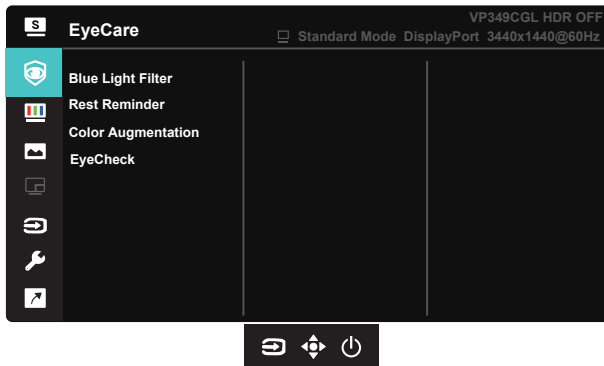 S
EyeCare
VP349CGL HDR OFF
Standard Mode DisplayPort 3440x1440@60Hz
Blue Light Filter
Rest Reminder
Color Augmentation
EyeCheck